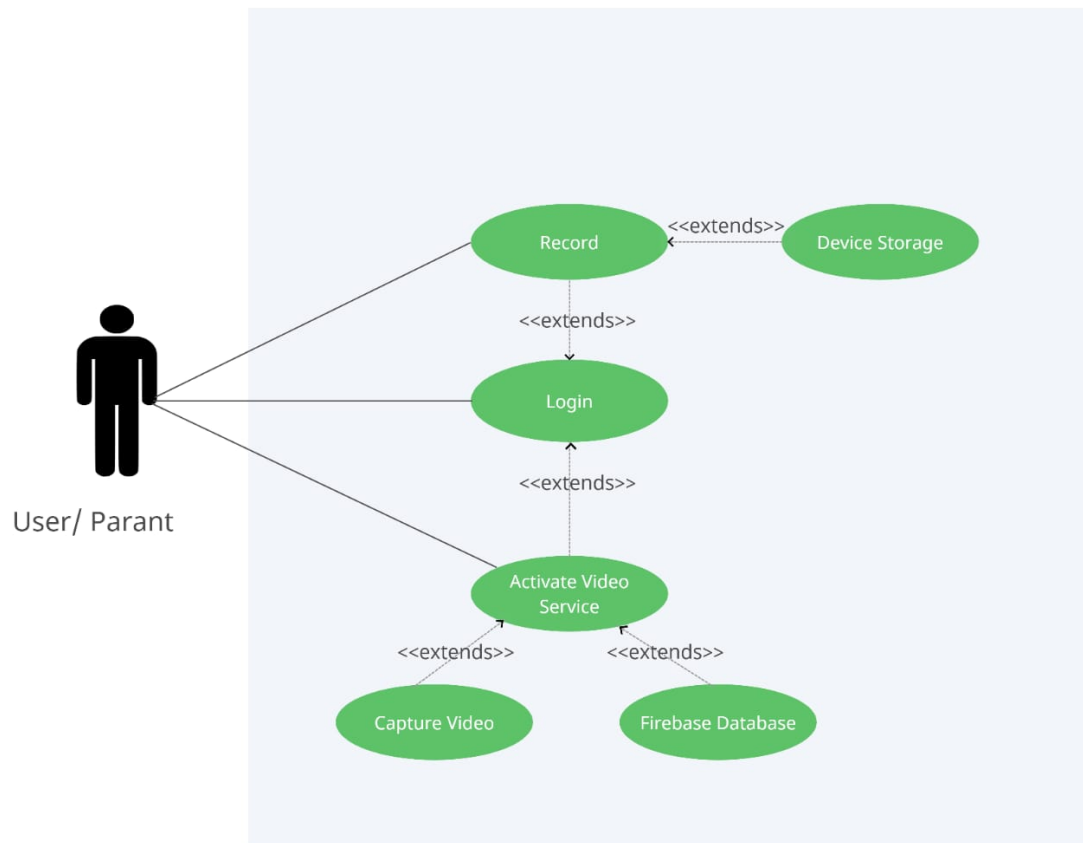 <<extends>>
Record
Device Storage
<<extends>>
Login
<<extends>>
User/ Parant
Activate Video
Service
<<extends>>
<<extends>>
Capture Video
Firebase Database